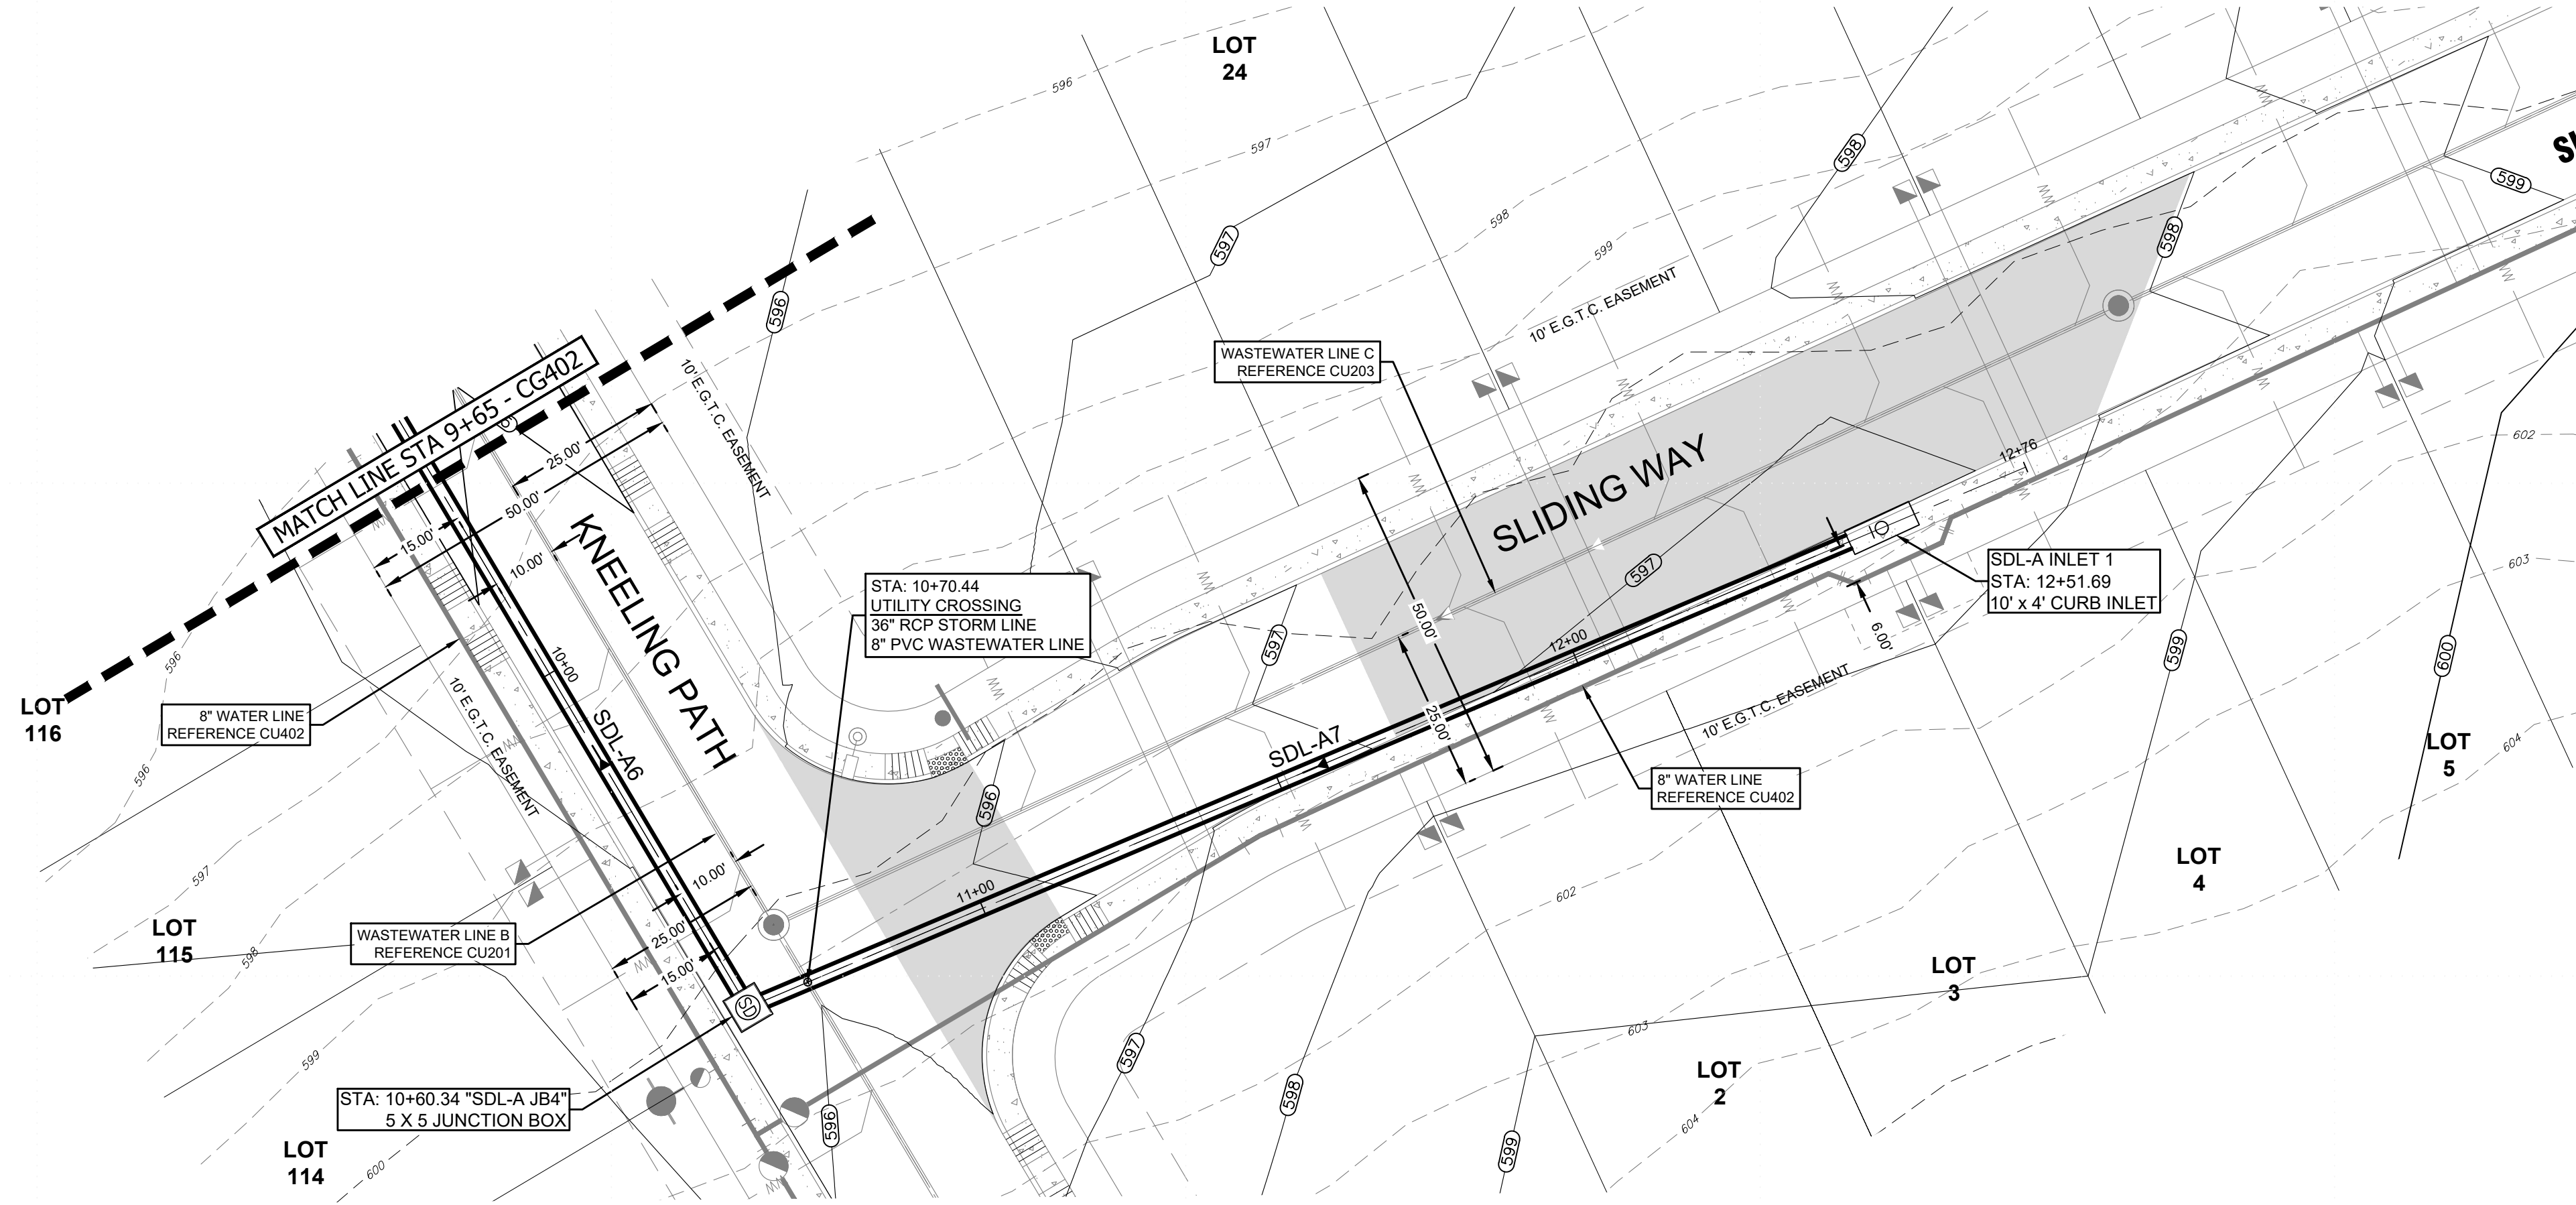 LOT
24
596
597
598
599
598
598
599
596
597
10' E.G.T.C. EASEMENT
WASTEWATER LINE C
REFERENCE CU203
MATCH LINE STA 9+65 - CG402
10' E.G.T.C. EASEMENT
25.00'
50.00'
15.00'
10.00'
KNEELING PATH
SLIDING WAY
12+76
602
603
597
SDL-A INLET 1
STA: 12+51.69
10' x 4' CURB INLET
STA: 10+70.44
UTILITY CROSSING
36" RCP STORM LINE
8" PVC WASTEWATER LINE
50.00'
25.00'
6.00'
12+00
597
599
600
596
10+00
SDL-A6
LOT
116
8" WATER LINE
REFERENCE CU402
10' E.G.T.C. EASEMENT
10' E.G.T.C. EASEMENT
SDL-A7
596
596
8" WATER LINE
REFERENCE CU402
LOT
5
604
LOT
4
597
11+00
10.00'
25.00'
15.00'
602
LOT
115
598
WASTEWATER LINE B
REFERENCE CU201
LOT
3
SD
603
599
597
598
596
LOT
2
604
STA: 10+60.34 "SDL-A JB4"
5 X 5 JUNCTION BOX
LOT
114
600
599